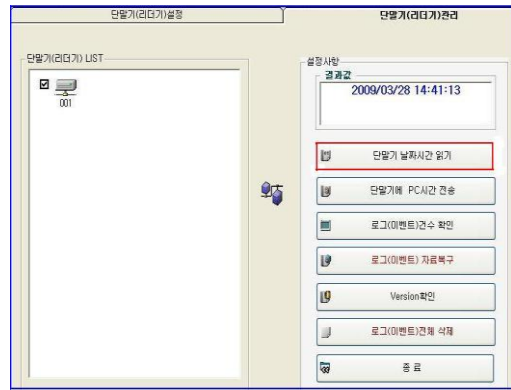 단말기(리더기)설정
단말기(리더기)관리
단말기(리더기) LIST
001
설정사항
결과값
2009/03/28 14:41:13
단말기 날짜시간 읽기
단말기에 PC시간 전송
로그(이벤트)건수 확인
로그(이벤트) 자료복구
Version확인
로그(이벤트)전체 삭제
종 료